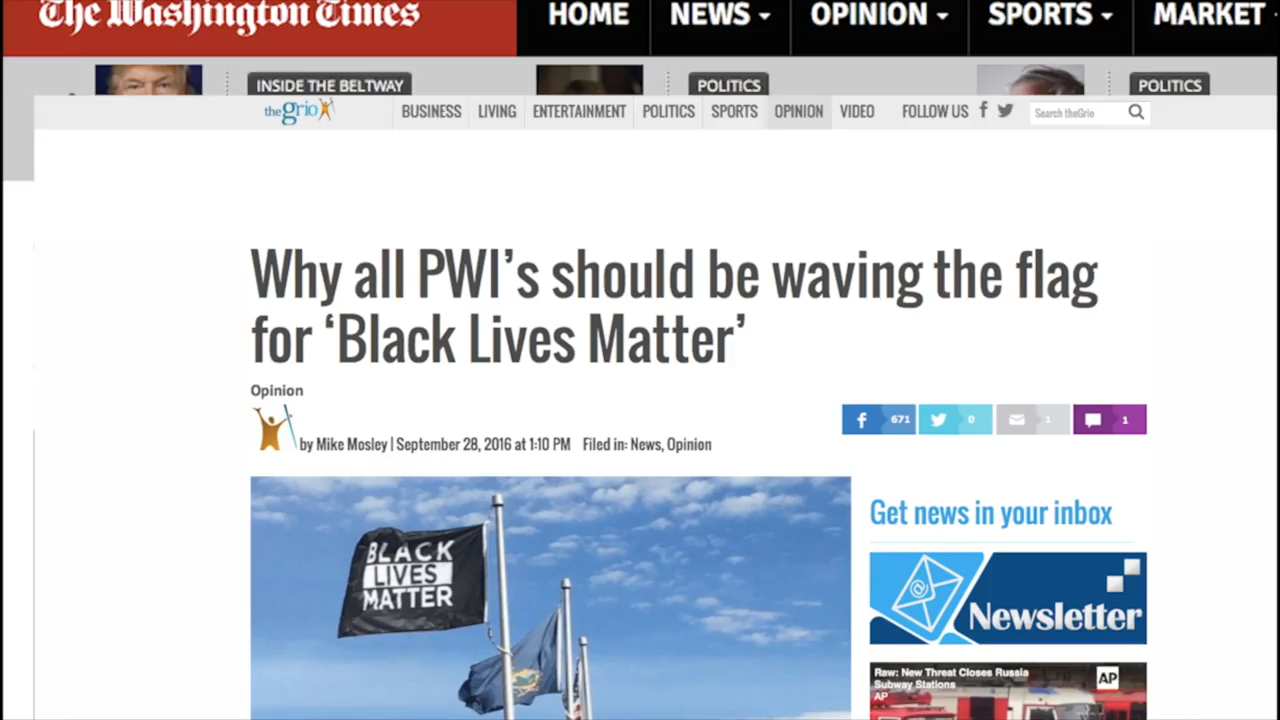 The Washington Times
HOME
NEWS
OPINION
SPORTS
MARKET
INSIDE THE BELTWAY
POLITICS
POLITICS
thegrio
BUSINESS
LIVING
ENTERTAINMENT
POLITICS
SPORTS
OPINION
VIDEO
FOLLOW US
Search theGrio
Why all PWI's should be waving the flag
for ‘Black Lives Matter’
Opinion
by Mike Mosley | September 28, 2016 at 1:10 PM Filed in: News, Opinion
671
0
1
1
BLACK
LIVES
MATTER
Get news in your inbox
@
Newsletter
Raw: New Threat Closes Russia
Subway Stations
AP
AP